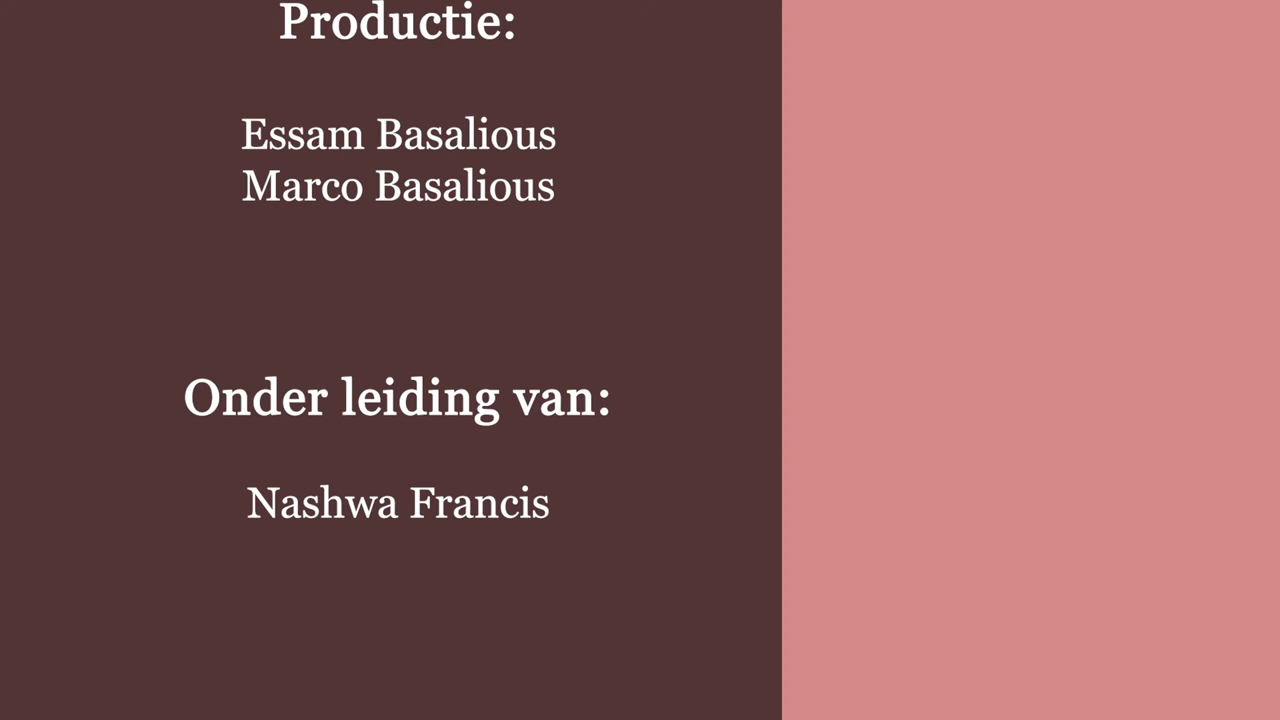 Productie:
Essam Basalious
Marco Basalious
Onder leiding van:
Nashwa Francis